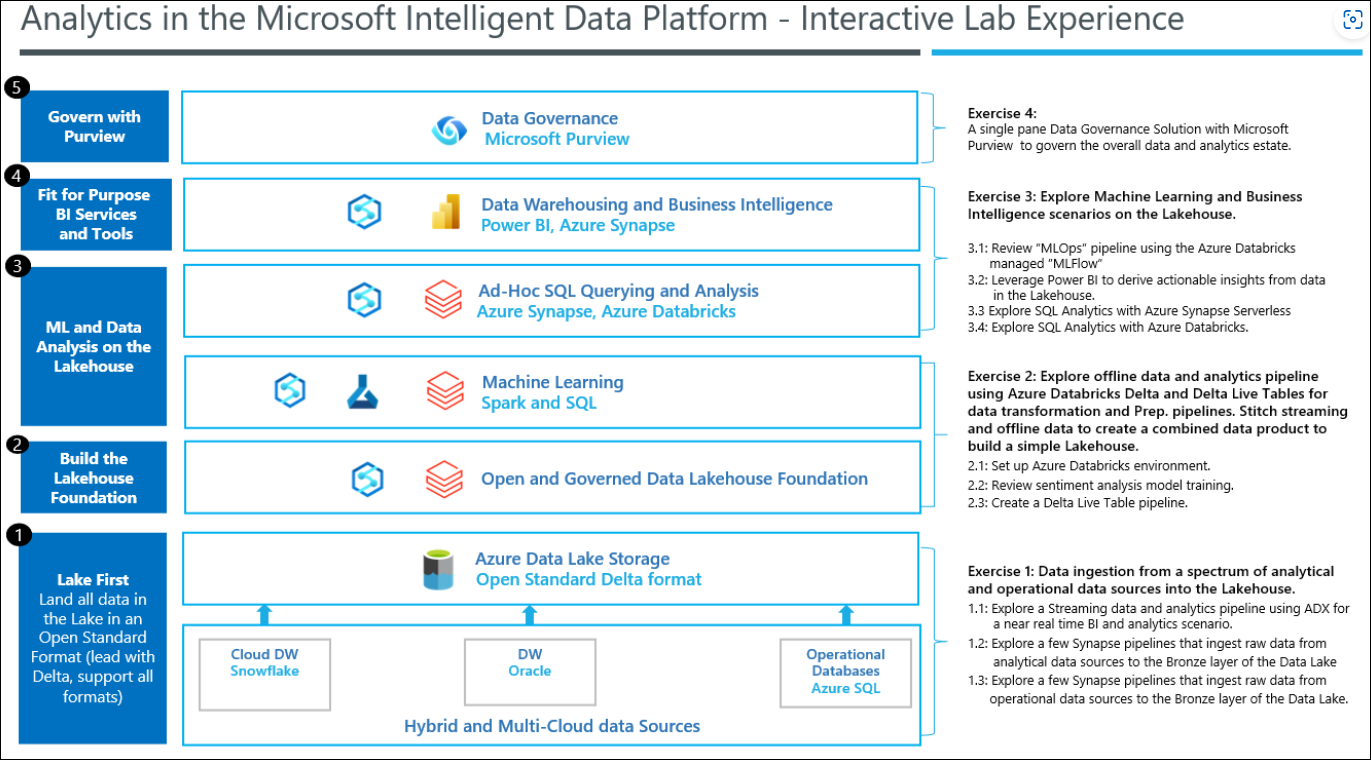 Analytics in the Microsoft Intelligent Data Platform - Interactive Lab Experience
5
Govern with
Purview
Data Governance
Microsoft Purview
Exercise 4:
A single pane Data Governance Solution with Microsoft
Purview to govern the overall data and analytics estate.
4
Fit for Purpose
BI Services
and Tools
Data Warehousing and Business Intelligence
Power BI, Azure Synapse
Exercise 3: Explore Machine Learning and Business
Intelligence scenarios on the Lakehouse.
3.1: Review "MLOps" pipeline using the Azure Databricks
managed "MLFlow"
3.2: Leverage Power BI to derive actionable insights from data
in the Lakehouse.
3.3 Explore SQL Analytics with Azure Synapse Serverless
3.4: Explore SQL Analytics with Azure Databricks.
3
ML and Data
Analysis on the
Lakehouse
Ad-Hoc SQL Querying and Analysis
Azure Synapse, Azure Databricks
Machine Learning
Spark and SQL
Exercise 2: Explore offline data and analytics pipeline
using Azure Databricks Delta and Delta Live Tables for
data transformation and Prep. pipelines. Stitch streaming
and offline data to create a combined data product to
build a simple Lakehouse.
2.1: Set up Azure Databricks environment.
2.2: Review sentiment analysis model training.
2.3: Create a Delta Live Table pipeline.
2
Build the
Lakehouse
Foundation
Open and Governed Data Lakehouse Foundation
1
Lake First
Land all data in
the Lake in an
Open Standard
Format (lead with
Delta, support all
formats)
Azure Data Lake Storage
Open Standard Delta format
Cloud DW
Snowflake
DW
Oracle
Operational
Databases
Azure SQL
Hybrid and Multi-Cloud data Sources
Exercise 1: Data ingestion from a spectrum of analytical
and operational data sources into the Lakehouse.
1.1: Explore a Streaming data and analytics pipeline using ADX for
a near real time BI and analytics scenario.
1.2: Explore a few Synapse pipelines that ingest raw data from
analytical data sources to the Bronze layer of the Data Lake
1.3: Explore a few Synapse pipelines that ingest raw data from
operational data sources to the Bronze layer of the Data Lake.